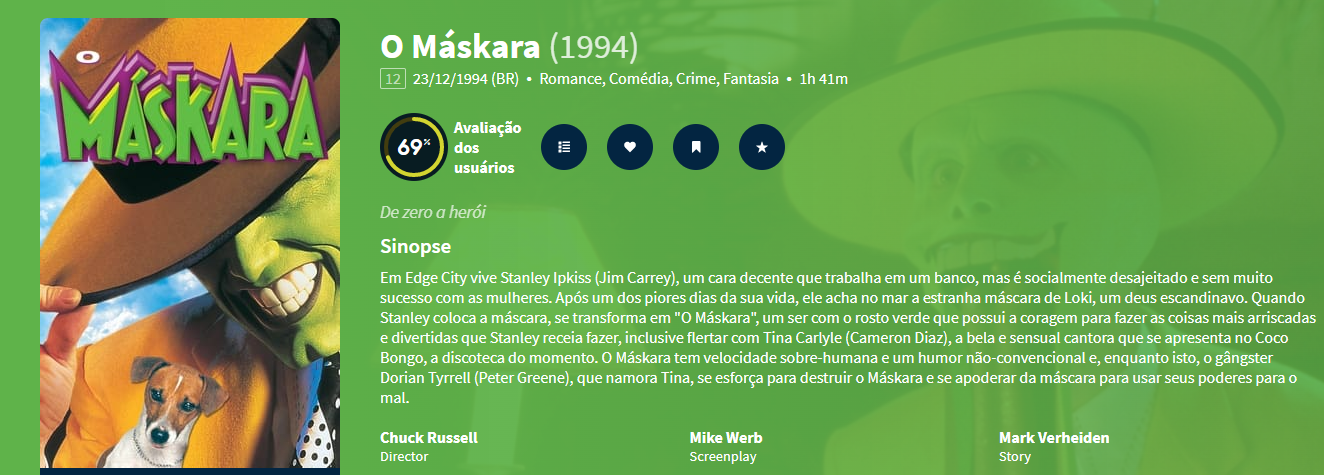 O
MÁSKARA
O Máskara (1994)
12 23/12/1994 (BR) • Romance, Comédia, Crime, Fantasia • 1h 41m
69%
Avaliação
dos
usuários
De zero a herói
Sinopse
Em Edge City vive Stanley Ipkiss (Jim Carrey), um cara decente que trabalha em um banco, mas é socialmente desajeitado e sem muito
sucesso com as mulheres. Após um dos piores dias da sua vida, ele acha no mar a estranha máscara de Loki, um deus escandinavo. Quando
Stanley coloca a máscara, se transforma em "O Máskara", um ser com o rosto verde que possui a coragem para fazer as coisas mais arriscadas
e divertidas que Stanley receia fazer, inclusive flertar com Tina Carlyle (Cameron Diaz), a bela e sensual cantora que se apresenta no Coco
Bongo, a discoteca do momento. O Máskara tem velocidade sobre-humana e um humor não-convencional e, enquanto isto, o gângster
Dorian Tyrrell (Peter Greene), que namora Tina, se esforça para destruir o Máskara e se apoderar da máscara para usar seus poderes para o
mal.
Chuck Russell
Director
Mike Werb
Screenplay
Mark Verheiden
Story